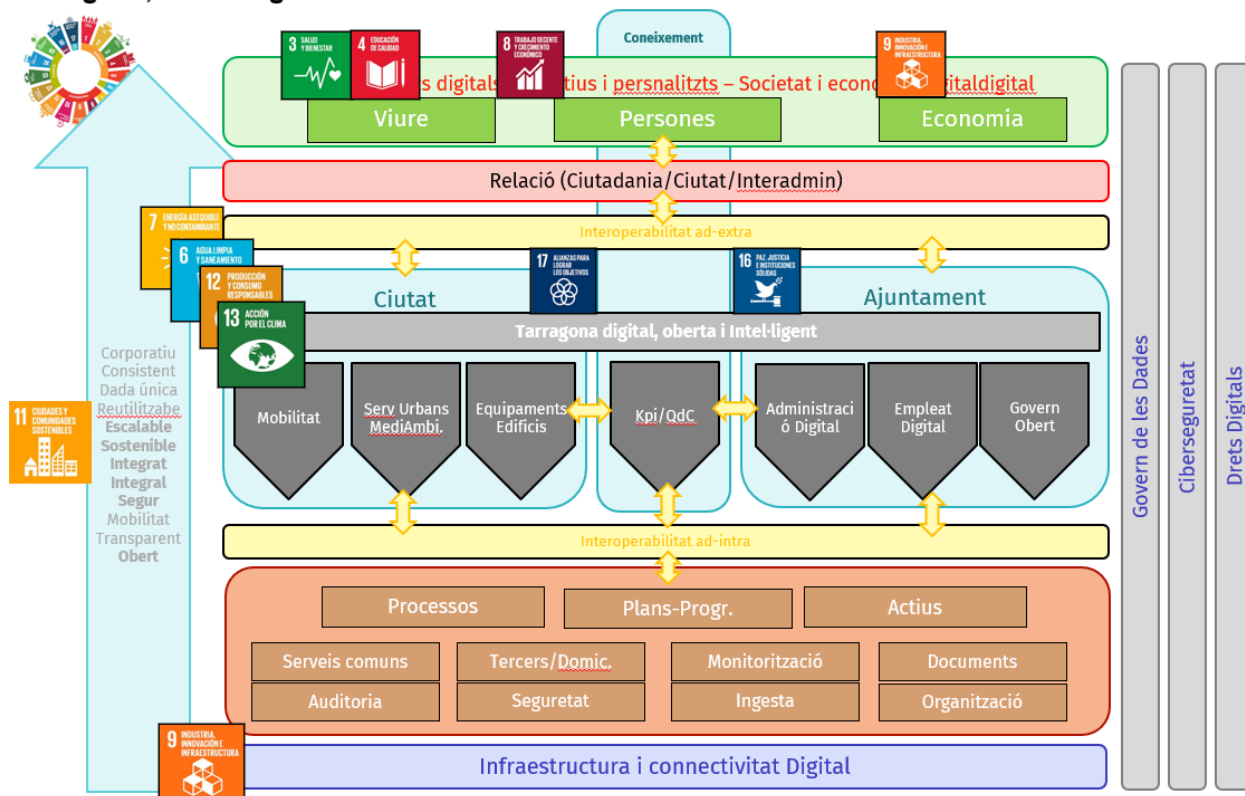 Coneixement
3 SALUD
Y BIENESTAR
4 EDUCACIÓN
DE CALIDAD
8 TRABAJO DECENTE
Y CRECIMIENTO
ECONÓMICO
9 INDUSTRIA,
INNOVACIÓN E
INFRAESTRUCTURA
digitals i persnalitzts – Societat i
Viure
Persones
Economia
Relació (Ciutadania/Ciutat/Interadmin)
Interoperabilitat ad-extra
7 ENERGÍA ASEQUIBLE
Y NO CONTAMINANTE
6 AGUA LIMPIA
Y SANEAMIENTO
12 PRODUCCIÓN
Y CONSUMO
RESPONSABLES
13 ACCIÓN
POR EL CLIMA
17 ALIANZAS PARA
LOGRAR
LOS OBJETIVOS
16 PAZ, JUSTICIA
E INSTITUCIONES
SÓLIDAS
Ciutat
Ajuntament
Tarragona digital, oberta i Intel·ligent
Mobilitat
Serv Urbans
MediAmbi.
Equipaments
Edificis
Kpi/QdC
Administraci
ó Digital
Empleat
Digital
Govern
Obert
11 CIUDADES Y
COMUNIDADES
SOSTENIBLES
Corporatiu
Consistent
Dada única
Reutilitzabe
Escalable
Sostenible
Integrat
Integral
Segur
Mobilitat
Transparent
Obert
Interoperabilitat ad-intra
Processos
Plans-Progr.
Actius
Serveis comuns
Tercers/Domic.
Monitorització
Documents
Auditoria
Seguretat
Ingesta
Organització
9 INDUSTRIA,
INNOVACIÓN E
INFRAESTRUCTURA
Infraestructura i connectivitat Digital
Govern de les Dades
Ciberseguretat
Drets Digitals